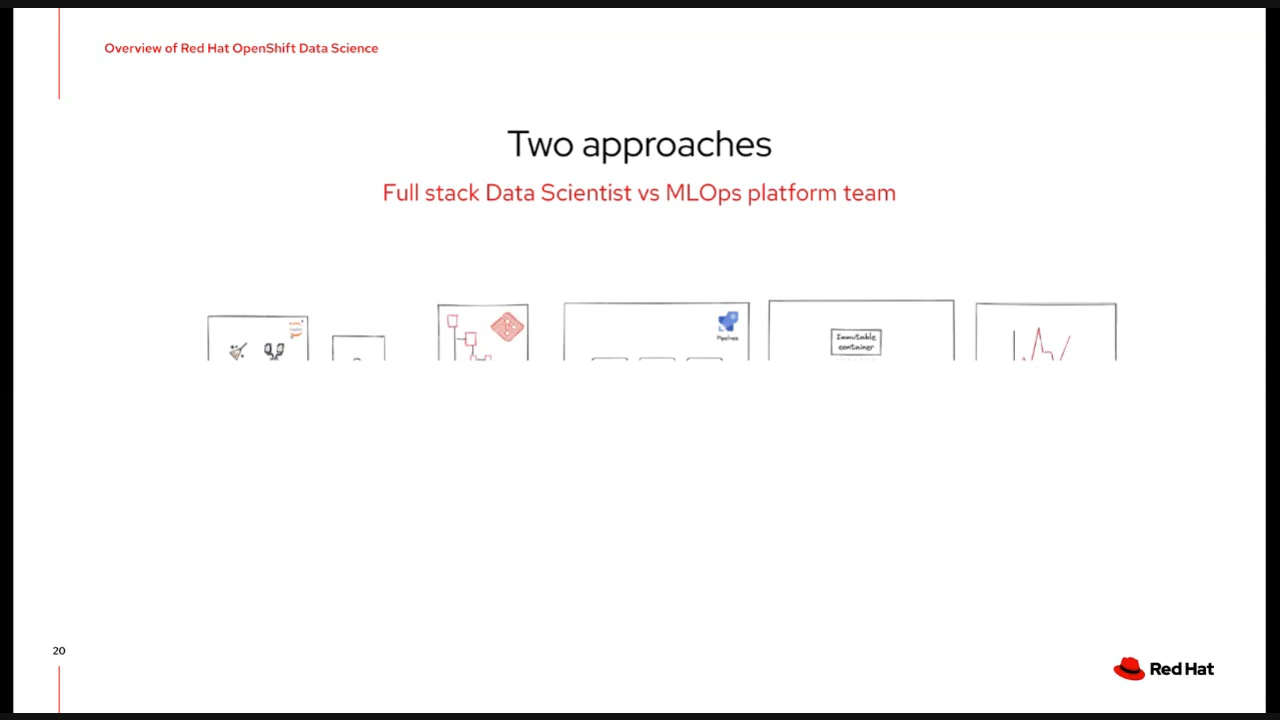 Overview of Red Hat OpenShift Data Science
Two approaches
Full stack Data Scientist vs MLOps platform team
Pipelines
Immutable
container
20
Red Hat